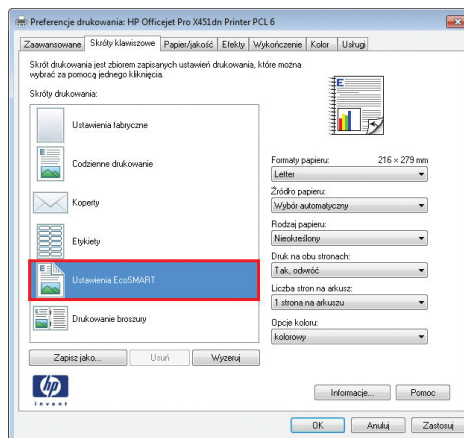 Preferencje drukowania: HP Officejet Pro X451dn Printer PCL 6
Zaawansowane Skróty klawiszowe Papier/jakość Efekty Wykończenie Kolor Usługi
Skrót drukowania jest zbiorem zapisanych ustawień drukowania, które można
wybrać za pomocą jednego kliknięcia.
Skróty drukowania:
Ustawienia fabryczne
Codzienne drukowanie
Koperty
Etykiety
Ustawienia EcoSMART
Drukowanie broszury
Zapisz jako... Usuń Wyzeruj
Formaty papieru: 216 × 279 mm
Letter
Źródło papieru:
Wybór automatyczny
Rodzaj papieru:
Nieokreślony
Druk na obu stronach:
Tak, odwróć
Liczba stron na arkusz:
1 strona na arkuszu
Opcje koloru:
kolorowy
hp
invent
Informacje... Pomoc
OK Anuluj Zastosuj